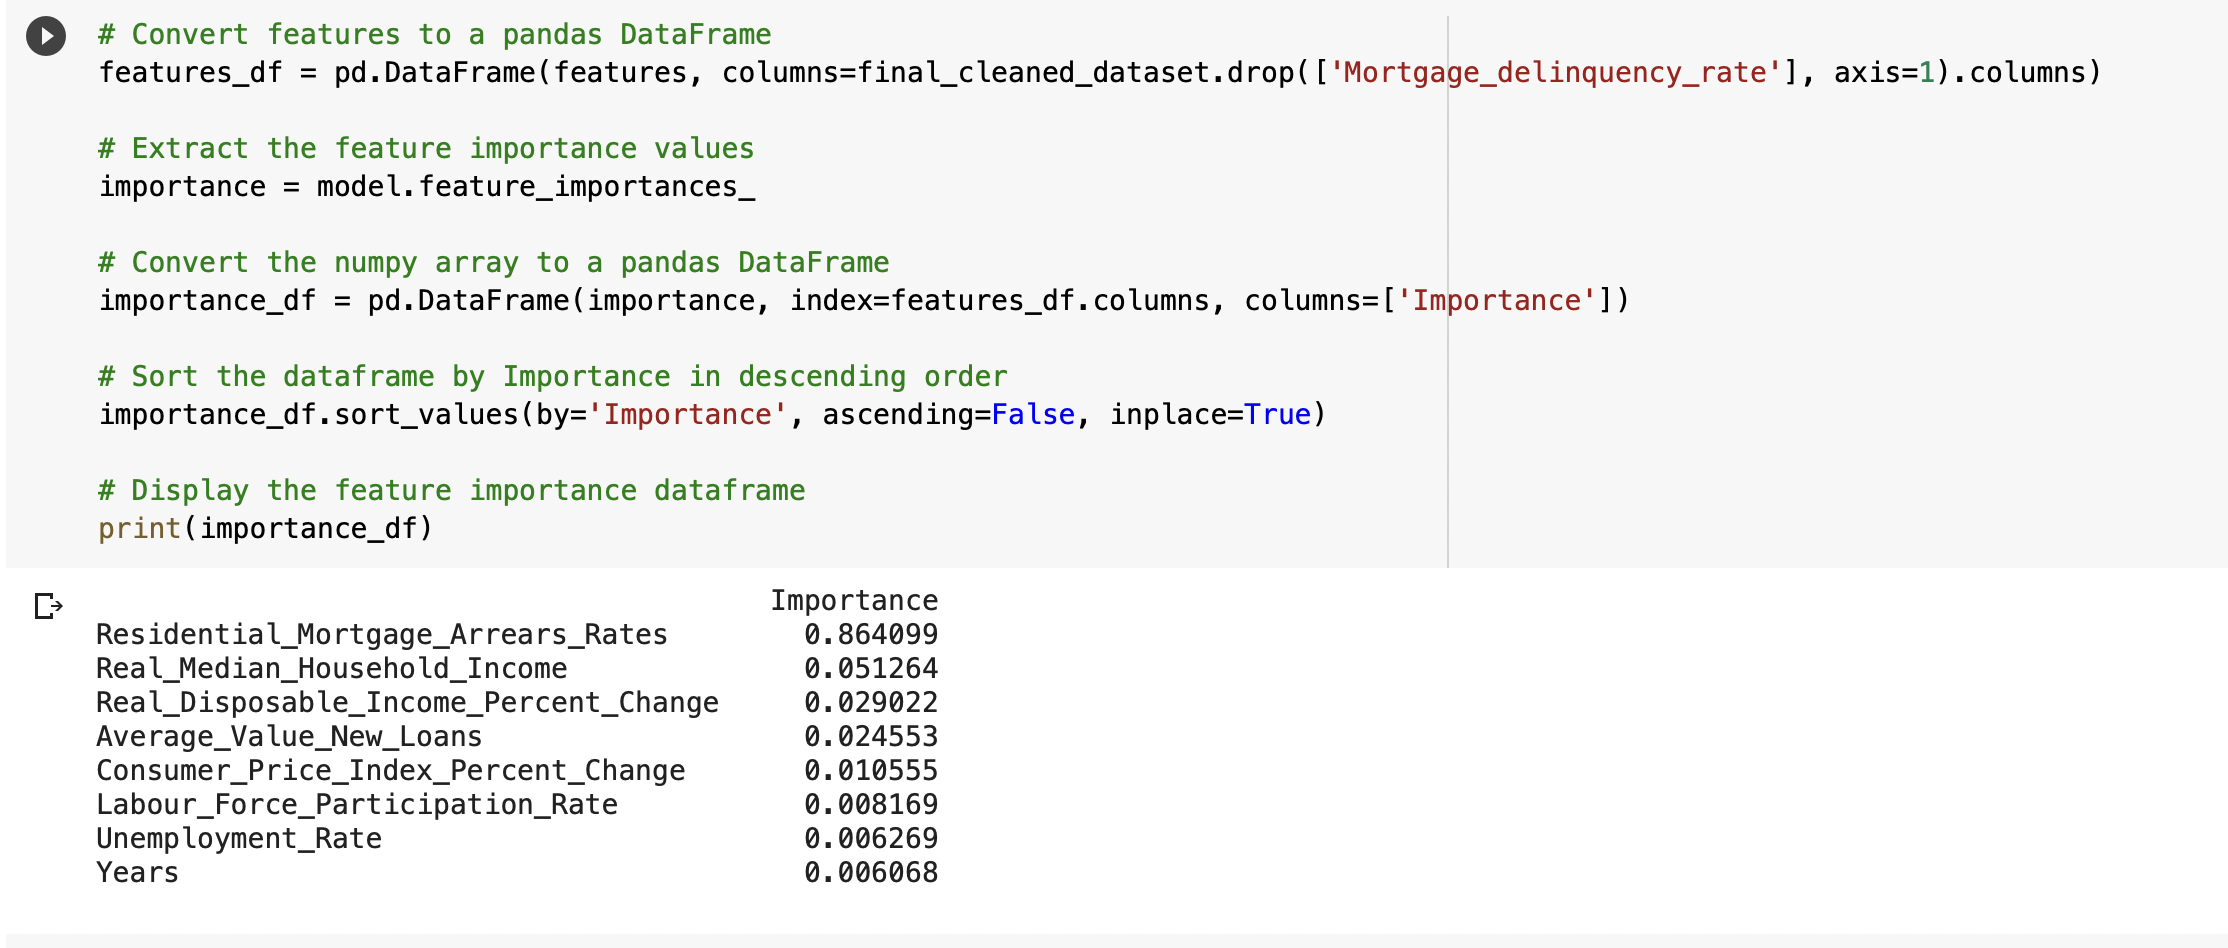 # Convert features to a pandas DataFrame
features_df = pd.DataFrame(features, columns=final_cleaned_dataset.drop(['Mortgage_delinquency_rate'], axis=1).columns)
# Extract the feature importance values
importance = model.feature_importances_
# Convert the numpy array to a pandas DataFrame
importance_df = pd.DataFrame(importance, index=features_df.columns, columns=['Importance'])
# Sort the dataframe by Importance in descending order
importance_df.sort_values(by='Importance', ascending=False, inplace=True)
# Display the feature importance dataframe
print(importance_df)
Importance
Residential_Mortgage_Arrears_Rates 0.864099
Real_Median_Household_Income 0.051264
Real_Disposable_Income_Percent_Change 0.029022
Average_Value_New_Loans 0.024553
Consumer_Price_Index_Percent_Change 0.010555
Labour_Force_Participation_Rate 0.008169
Unemployment_Rate 0.006269
Years 0.006068